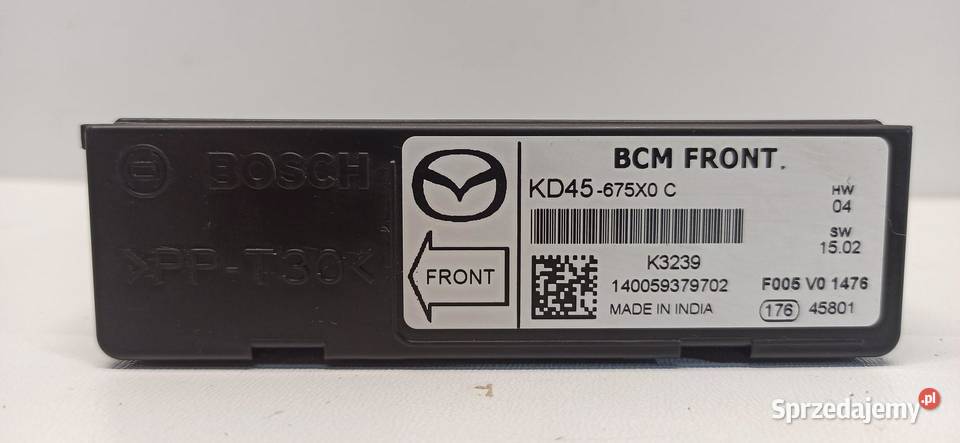 BOSCH
>PP-T30<
FRONT
BCM FRONT.
KD45-675X0 C
K3239
140059379702
MADE IN INDIA
HW
04
SW
15.02
F005 V0 1476
176 45801
Sprzedajemy.pl